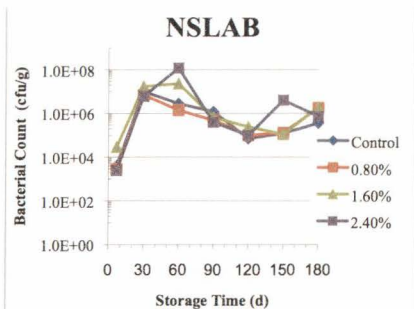 NSLAB
Bacterial Count (cfu/g)
1.0E+08
1.0E+06
1.0E+04
1.0E+02
1.0E+00
0 30 60 90 120 150 180
Storage Time (d)
Control
0.80%
1.60%
2.40%